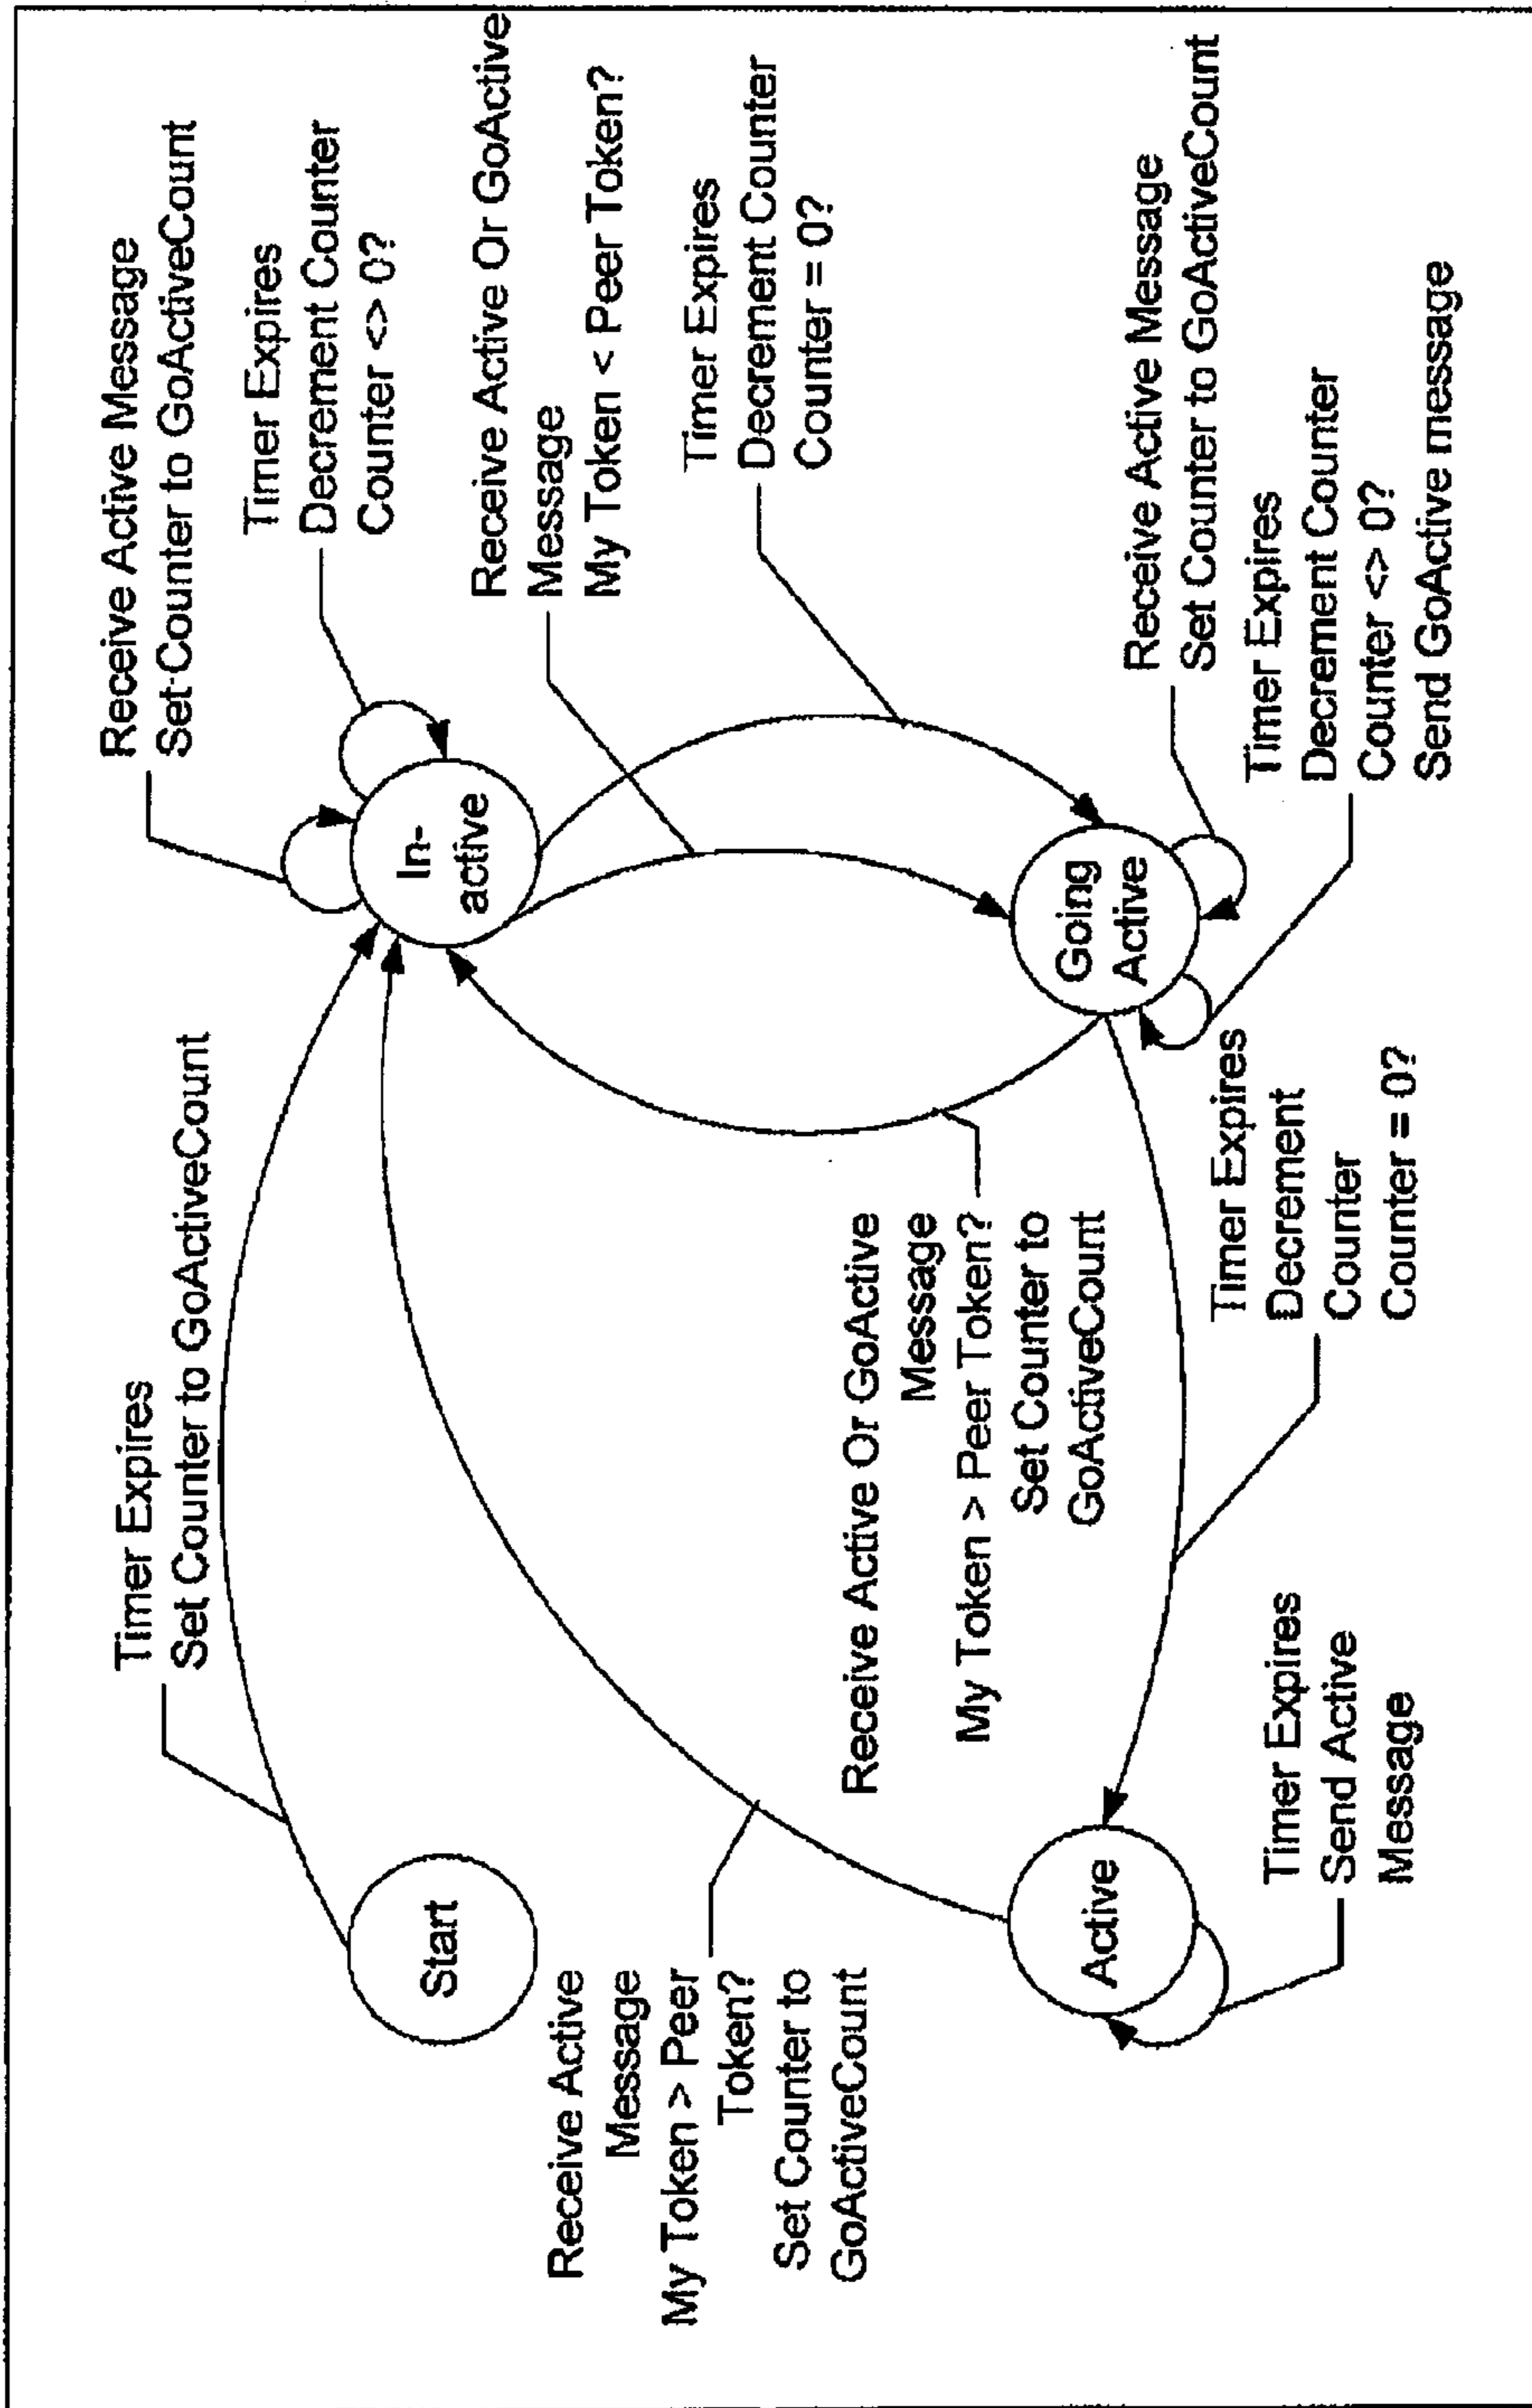 Timer Expires
Set Counter to GoActiveCount
Receive Active Message
Set Counter to GoActiveCount
Timer Expires
Decrement Counter
Counter <> 0?
Start
In-
active
Receive Active Or GoActive
Message
My Token < Peer Token?
Receive Active
Message
My Token > Peer
Token?
Set Counter to
GoActiveCount
Timer Expires
Decrement Counter
Counter = 0?
Receive Active Or GoActive
Message
My Token > Peer Token?
Set Counter to
GoActiveCount
Active
Going
Active
Receive Active Message
Set Counter to GoActiveCount
Timer Expires
Decrement
Counter
Counter = 0?
Timer Expires
Decrement Counter
Counter <> 0?
Send GoActive message
Timer Expires
Send Active
Message